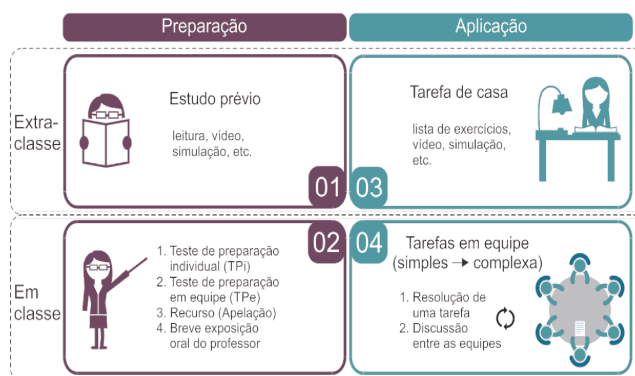 Preparação
Aplicação
Extra-
classe
Estudo prévio
leitura, vídeo,
simulação, etc.
01
Tarefa de casa
lista de exercícios,
vídeo, simulação,
etc.
03
Em
classe
02
1. Teste de preparação
individual (TPi)
2. Teste de preparação
em equipe (TPe)
3. Recurso (Apelação)
4. Breve exposição
oral do professor
04
Tarefas em equipe
(simples → complexa)
1. Resolução de
uma tarefa
2. Discussão
entre as equipes